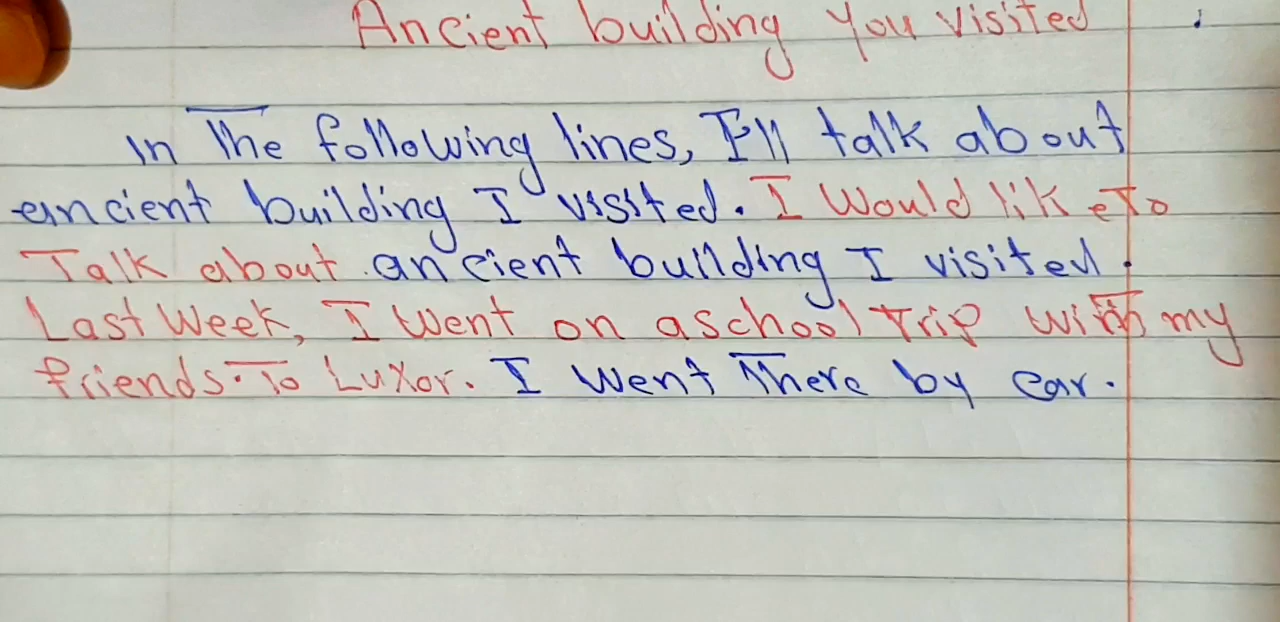 Ancient building you visited
In The following lines, I'll talk about
ancient building I visited. I Would like To
Talk about ancient building I visited.
Last Week, I Went on a school Trip with my
friends. To Luxor. I Went There by car.